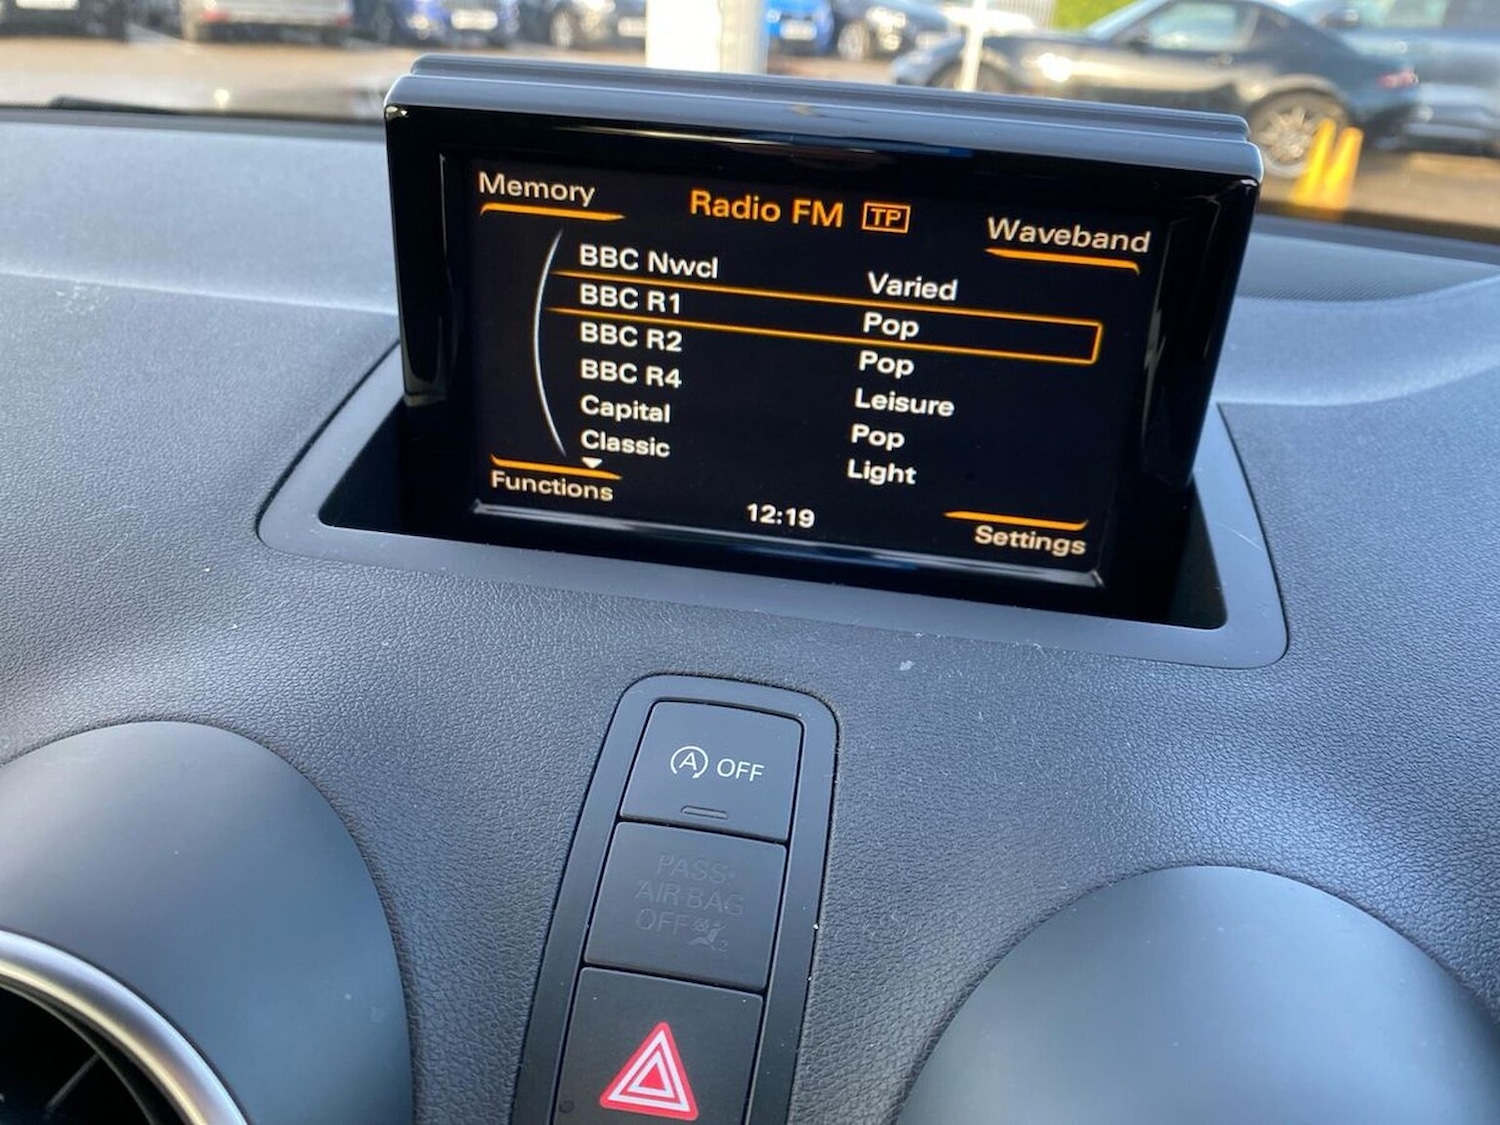 Memory
Radio FM TP
Waveband
BBC Nwcl Varied
BBC R1 Pop
BBC R2 Pop
BBC R4 Leisure
Capital Pop
Classic Light
Functions
12:19
Settings
A OFF
PASS·
AIR BAG
OFF